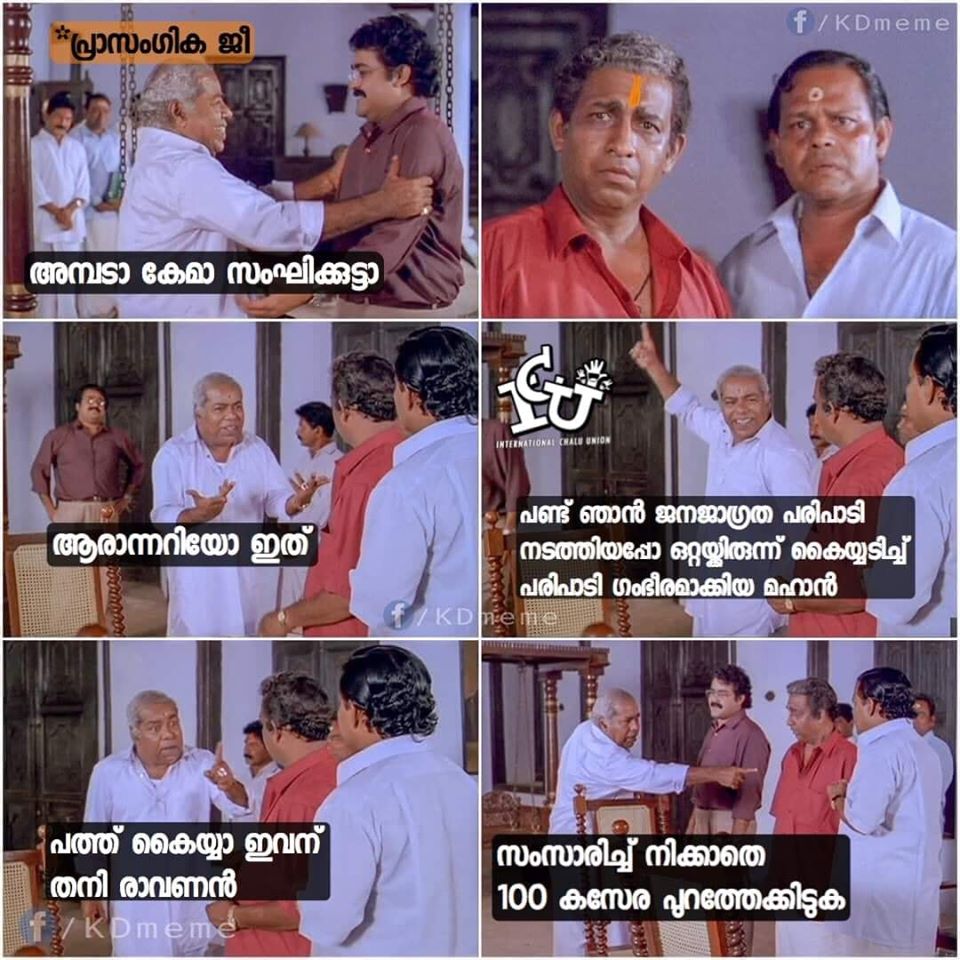 *പ്രാസംഗിക ജീ
f/KDmeme
അമ്പടാ കേമാ സംഘിക്കുട്ടാ
ICU
INTERNATIONAL CHALU UNION
ആരാന്നറിയോ ഇത്
പണ്ട് ഞാൻ ജനജാഗ്രത പരിപാടി
നടത്തിയപ്പോ ഒറ്റയ്ക്കിരുന്ന് കൈയ്യടിച്ച്
പരിപാടി ഗംഭീരമാക്കിയ മഹാൻ
f/KDmeme
പത്ത് കൈയ്യാ ഇവന്
തനി രാവണൻ
സംസാരിച്ച് നിക്കാതെ
100 കസേര പുറത്തേക്കിടുക
f/KDmeme